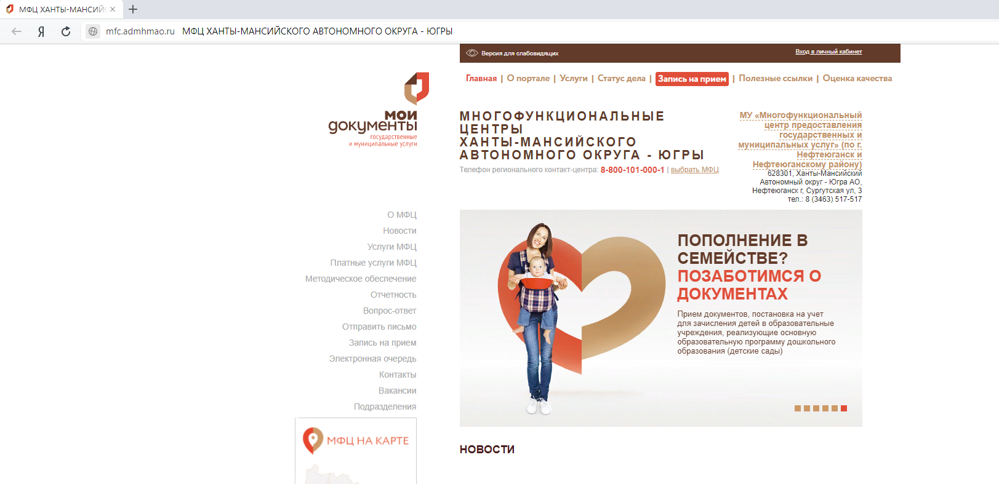 МФЦ ХАНТЫ-МАНСИЙС
mfc.admhmao.ru МФЦ ХАНТЫ-МАНСИЙСКОГО АВТОНОМНОГО ОКРУГА - ЮГРЫ
Версия для слабовидящих
Вход в личный кабинет
Главная | О портале | Услуги | Статус дела | Запись на прием | Полезные ссылки | Оценка качества
мои
документы
государственные
и муниципальные услуги
МНОГОФУНКЦИОНАЛЬНЫЕ
ЦЕНТРЫ
ХАНТЫ-МАНСИЙСКОГО
АВТОНОМНОГО ОКРУГА - ЮГРЫ
Телефон регионального контакт-центра: 8-800-101-000-1 | выбрать МФЦ
МУ «Многофункциональный
центр предоставления
государственных и
муниципальных услуг» (по г.
Нефтеюганск и
Нефтеюганскому району)
628301, Ханты-Мансийский
Автономный округ - Югра АО,
Нефтеюганск г, Сургутская ул, 3
тел.: 8 (3463) 517-517
О МФЦ
Новости
Услуги МФЦ
Платные услуги МФЦ
Методическое обеспечение
Отчетность
Вопрос-ответ
Отправить письмо
Запись на прием
Электронная очередь
Контакты
Вакансии
Подразделения
МФЦ НА КАРТЕ
ПОПОЛНЕНИЕ В
СЕМЕЙСТВЕ?
ПОЗАБОТИМСЯ О
ДОКУМЕНТАХ
Прием документов, постановка на учет
для зачисления детей в образовательные
учреждения, реализующие основную
образовательную программу дошкольного
образования (детские сады)
НОВОСТИ